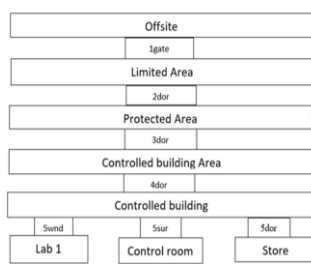 Offsite
1gate
Limited Area
2dor
Protected Area
3dor
Controlled building Area
4dor
Controlled building
5wnd 5sur 5dor
Lab 1 Control room Store